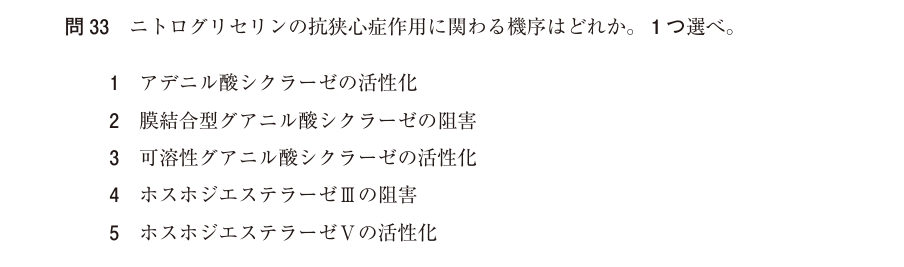 問 33 ニトログリセリンの抗狭心症作用に関わる機序はどれか。1つ選べ。
1 アデニル酸シクラーゼの活性化
2 膜結合型グアニル酸シクラーゼの阻害
3 可溶性グアニル酸シクラーゼの活性化
4 ホスホジエステラーゼⅢの阻害
5 ホスホジエステラーゼⅤの活性化